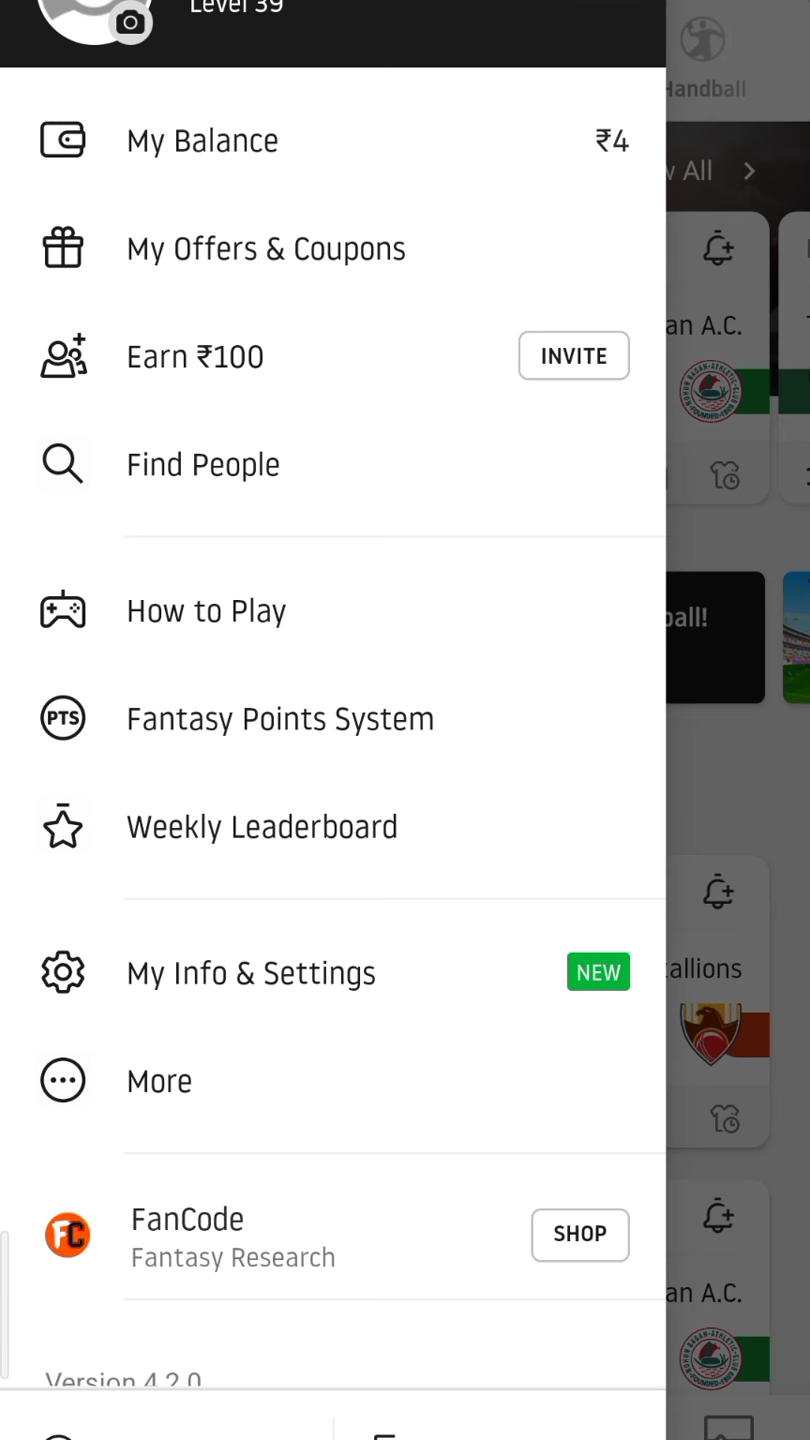 Level 39
Handball
My Balance ₹4
All
My Offers & Coupons
an A.C.
Earn ₹100 INVITE
Find People
How to Play
ball!
PTS Fantasy Points System
Weekly Leaderboard
My Info & Settings NEW
allions
More
FC FanCode SHOP
Fantasy Research
an A.C.
Version 4.2.0